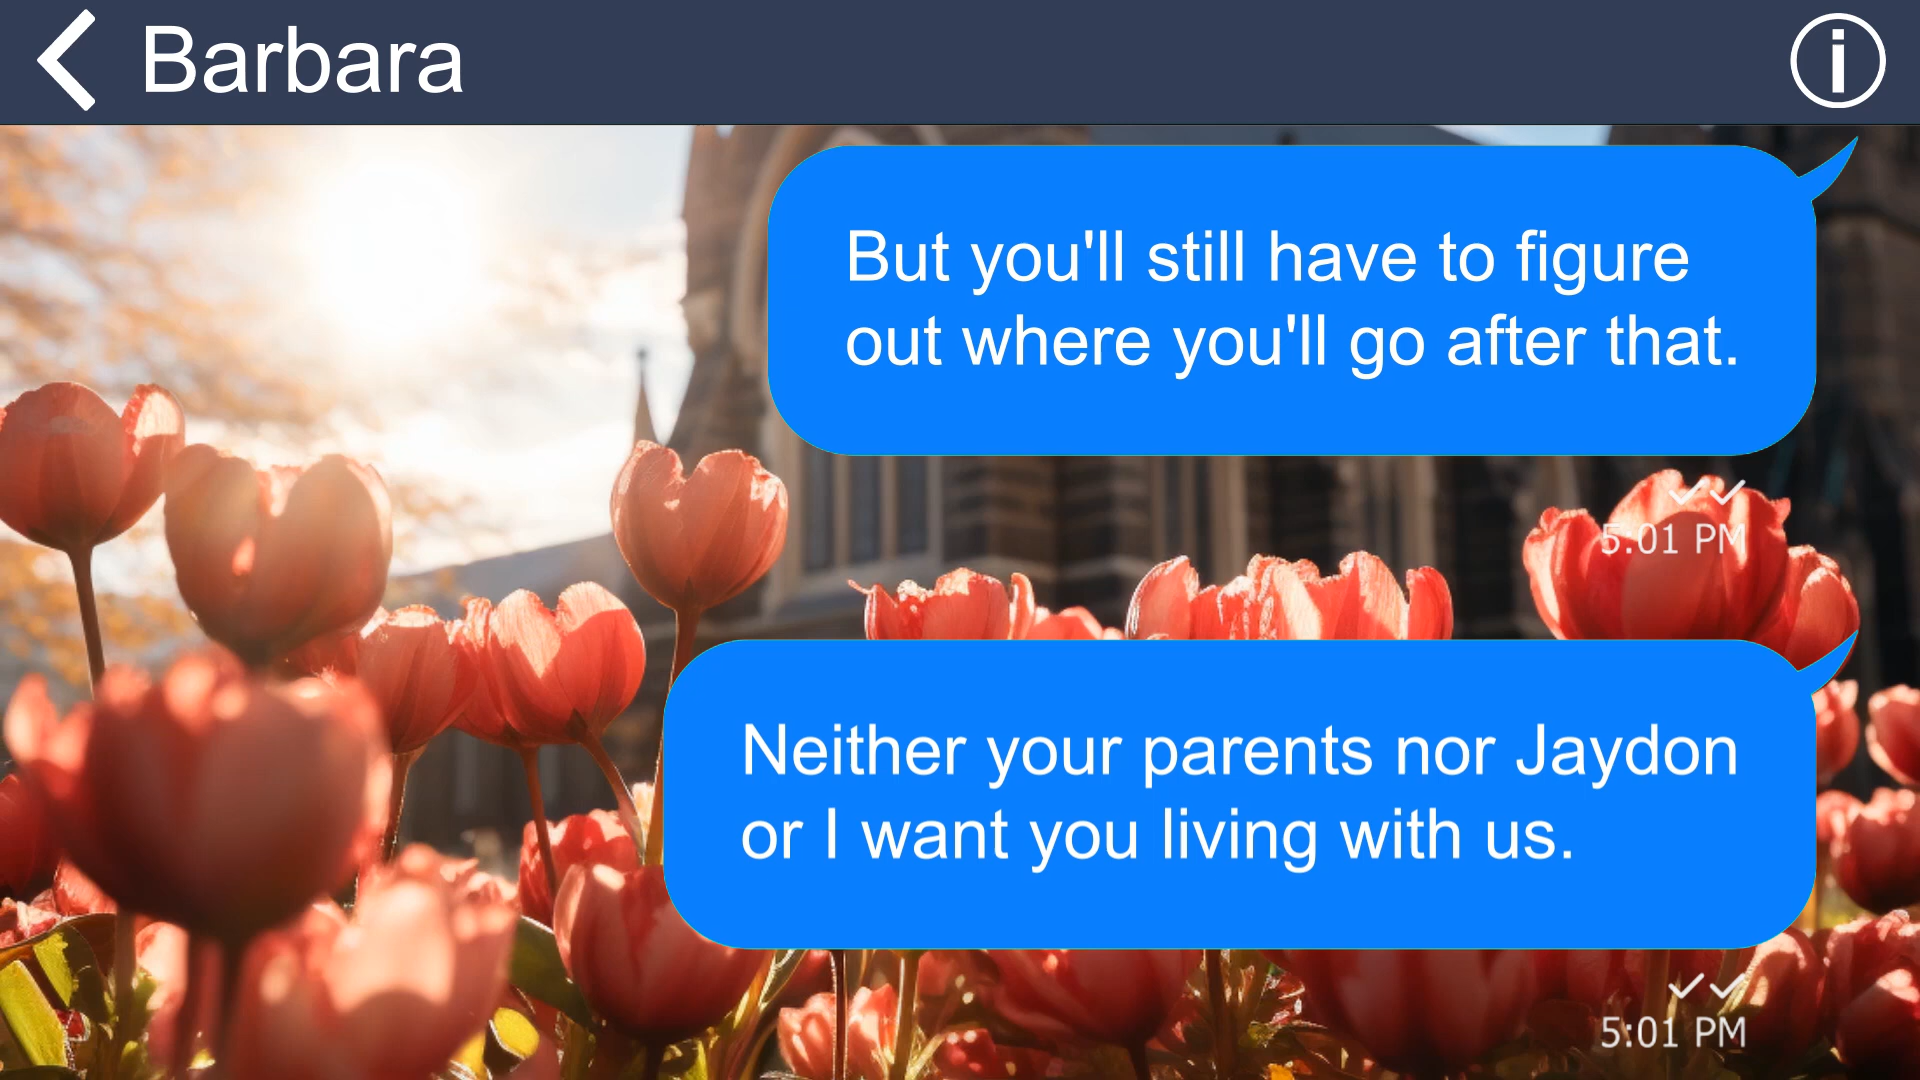 Barbara
But you'll still have to figure
out where you'll go after that.
5:01 PM
Neither your parents nor Jaydon
or I want you living with us.
5:01 PM